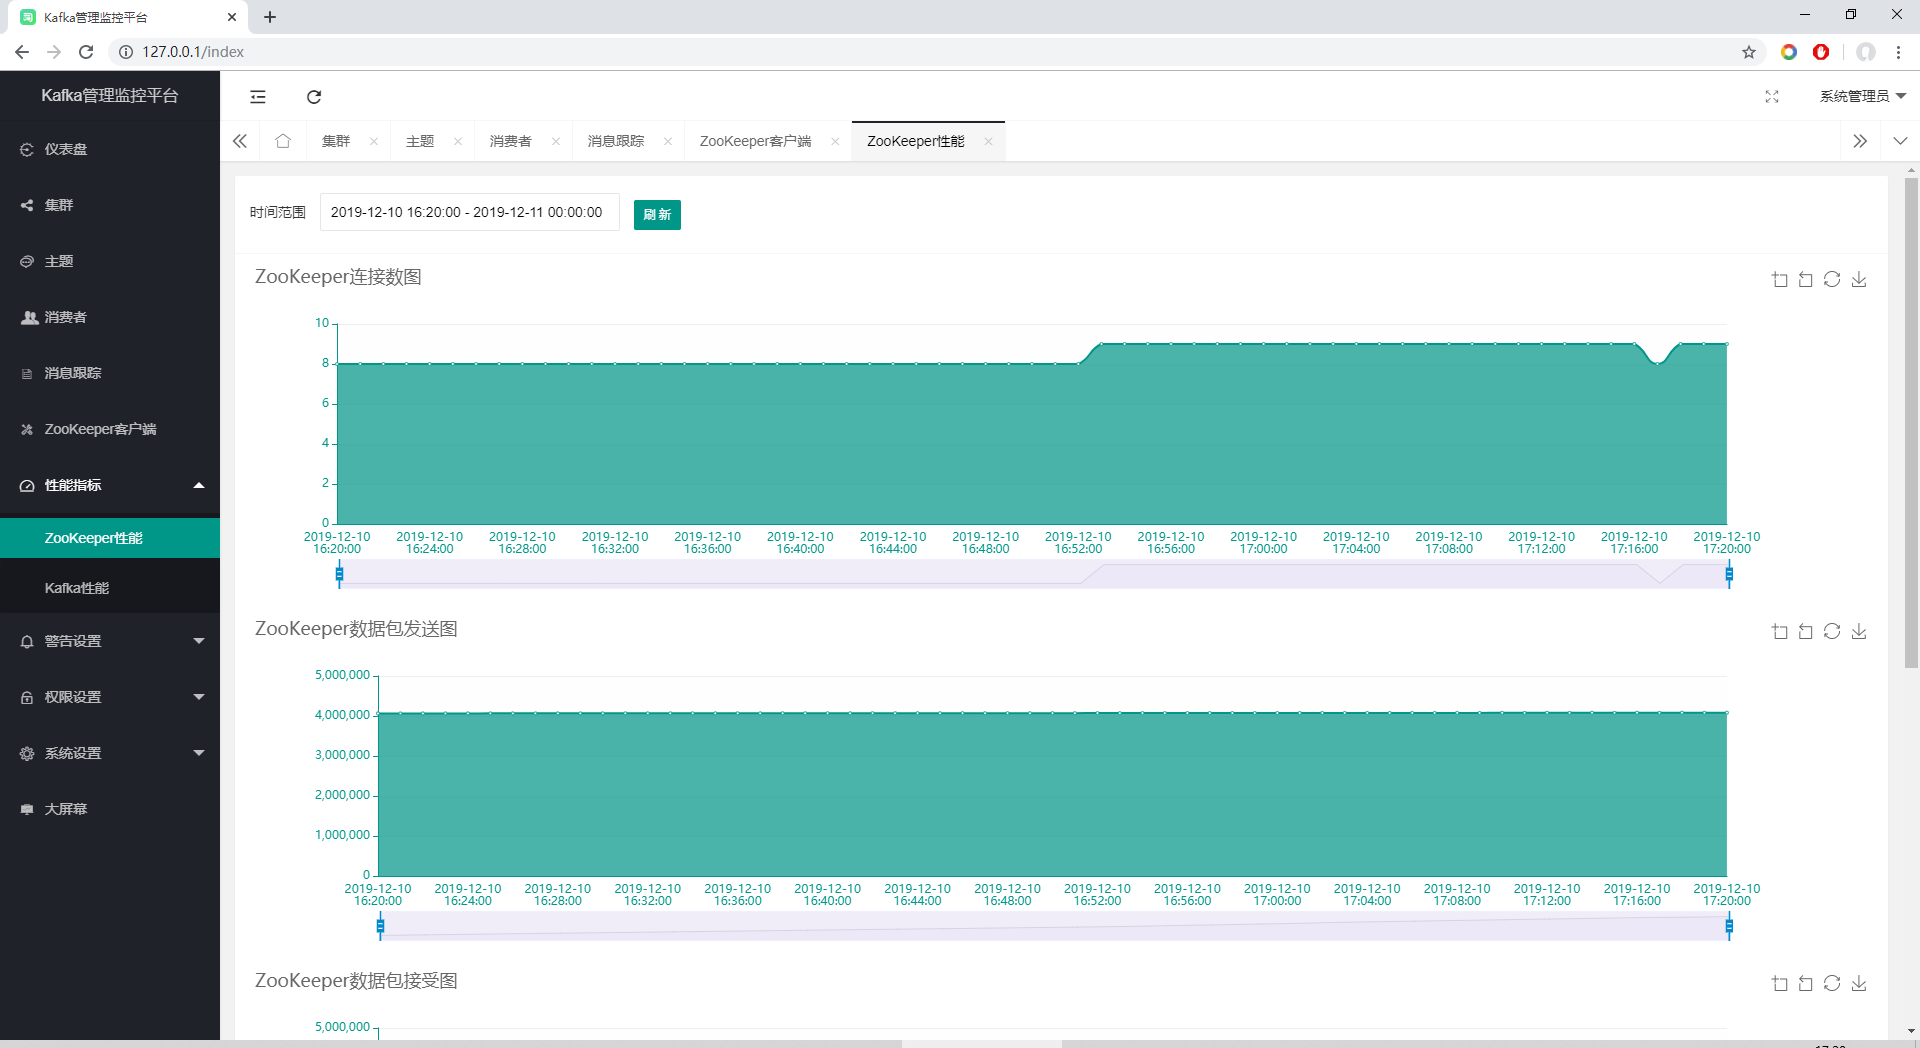 Kafka管理监控平台
127.0.0.1/index
Kafka管理监控平台
系统管理员
仪表盘
集群
主题
消费者
消息跟踪
ZooKeeper客户端
性能指标
ZooKeeper性能
Kafka性能
警告设置
权限设置
系统设置
大屏幕
集群 主题 消费者 消息跟踪 ZooKeeper客户端 ZooKeeper性能
时间范围 2019-12-10 16:20:00 - 2019-12-11 00:00:00 刷 新
ZooKeeper连接数图
10
8
6
4
2
0
2019-12-10 2019-12-10 2019-12-10 2019-12-10 2019-12-10 2019-12-10 2019-12-10 2019-12-10 2019-12-10 2019-12-10 2019-12-10 2019-12-10 2019-12-10 2019-12-10 2019-12-10 2019-12-10
16:20:00 16:24:00 16:28:00 16:32:00 16:36:00 16:40:00 16:44:00 16:48:00 16:52:00 16:56:00 17:00:00 17:04:00 17:08:00 17:12:00 17:16:00 17:20:00
ZooKeeper数据包发送图
5,000,000
4,000,000
3,000,000
2,000,000
1,000,000
0
2019-12-10 2019-12-10 2019-12-10 2019-12-10 2019-12-10 2019-12-10 2019-12-10 2019-12-10 2019-12-10 2019-12-10 2019-12-10 2019-12-10 2019-12-10 2019-12-10 2019-12-10 2019-12-10
16:20:00 16:24:00 16:28:00 16:32:00 16:36:00 16:40:00 16:44:00 16:48:00 16:52:00 16:56:00 17:00:00 17:04:00 17:08:00 17:12:00 17:16:00 17:20:00
ZooKeeper数据包接受图
5,000,000